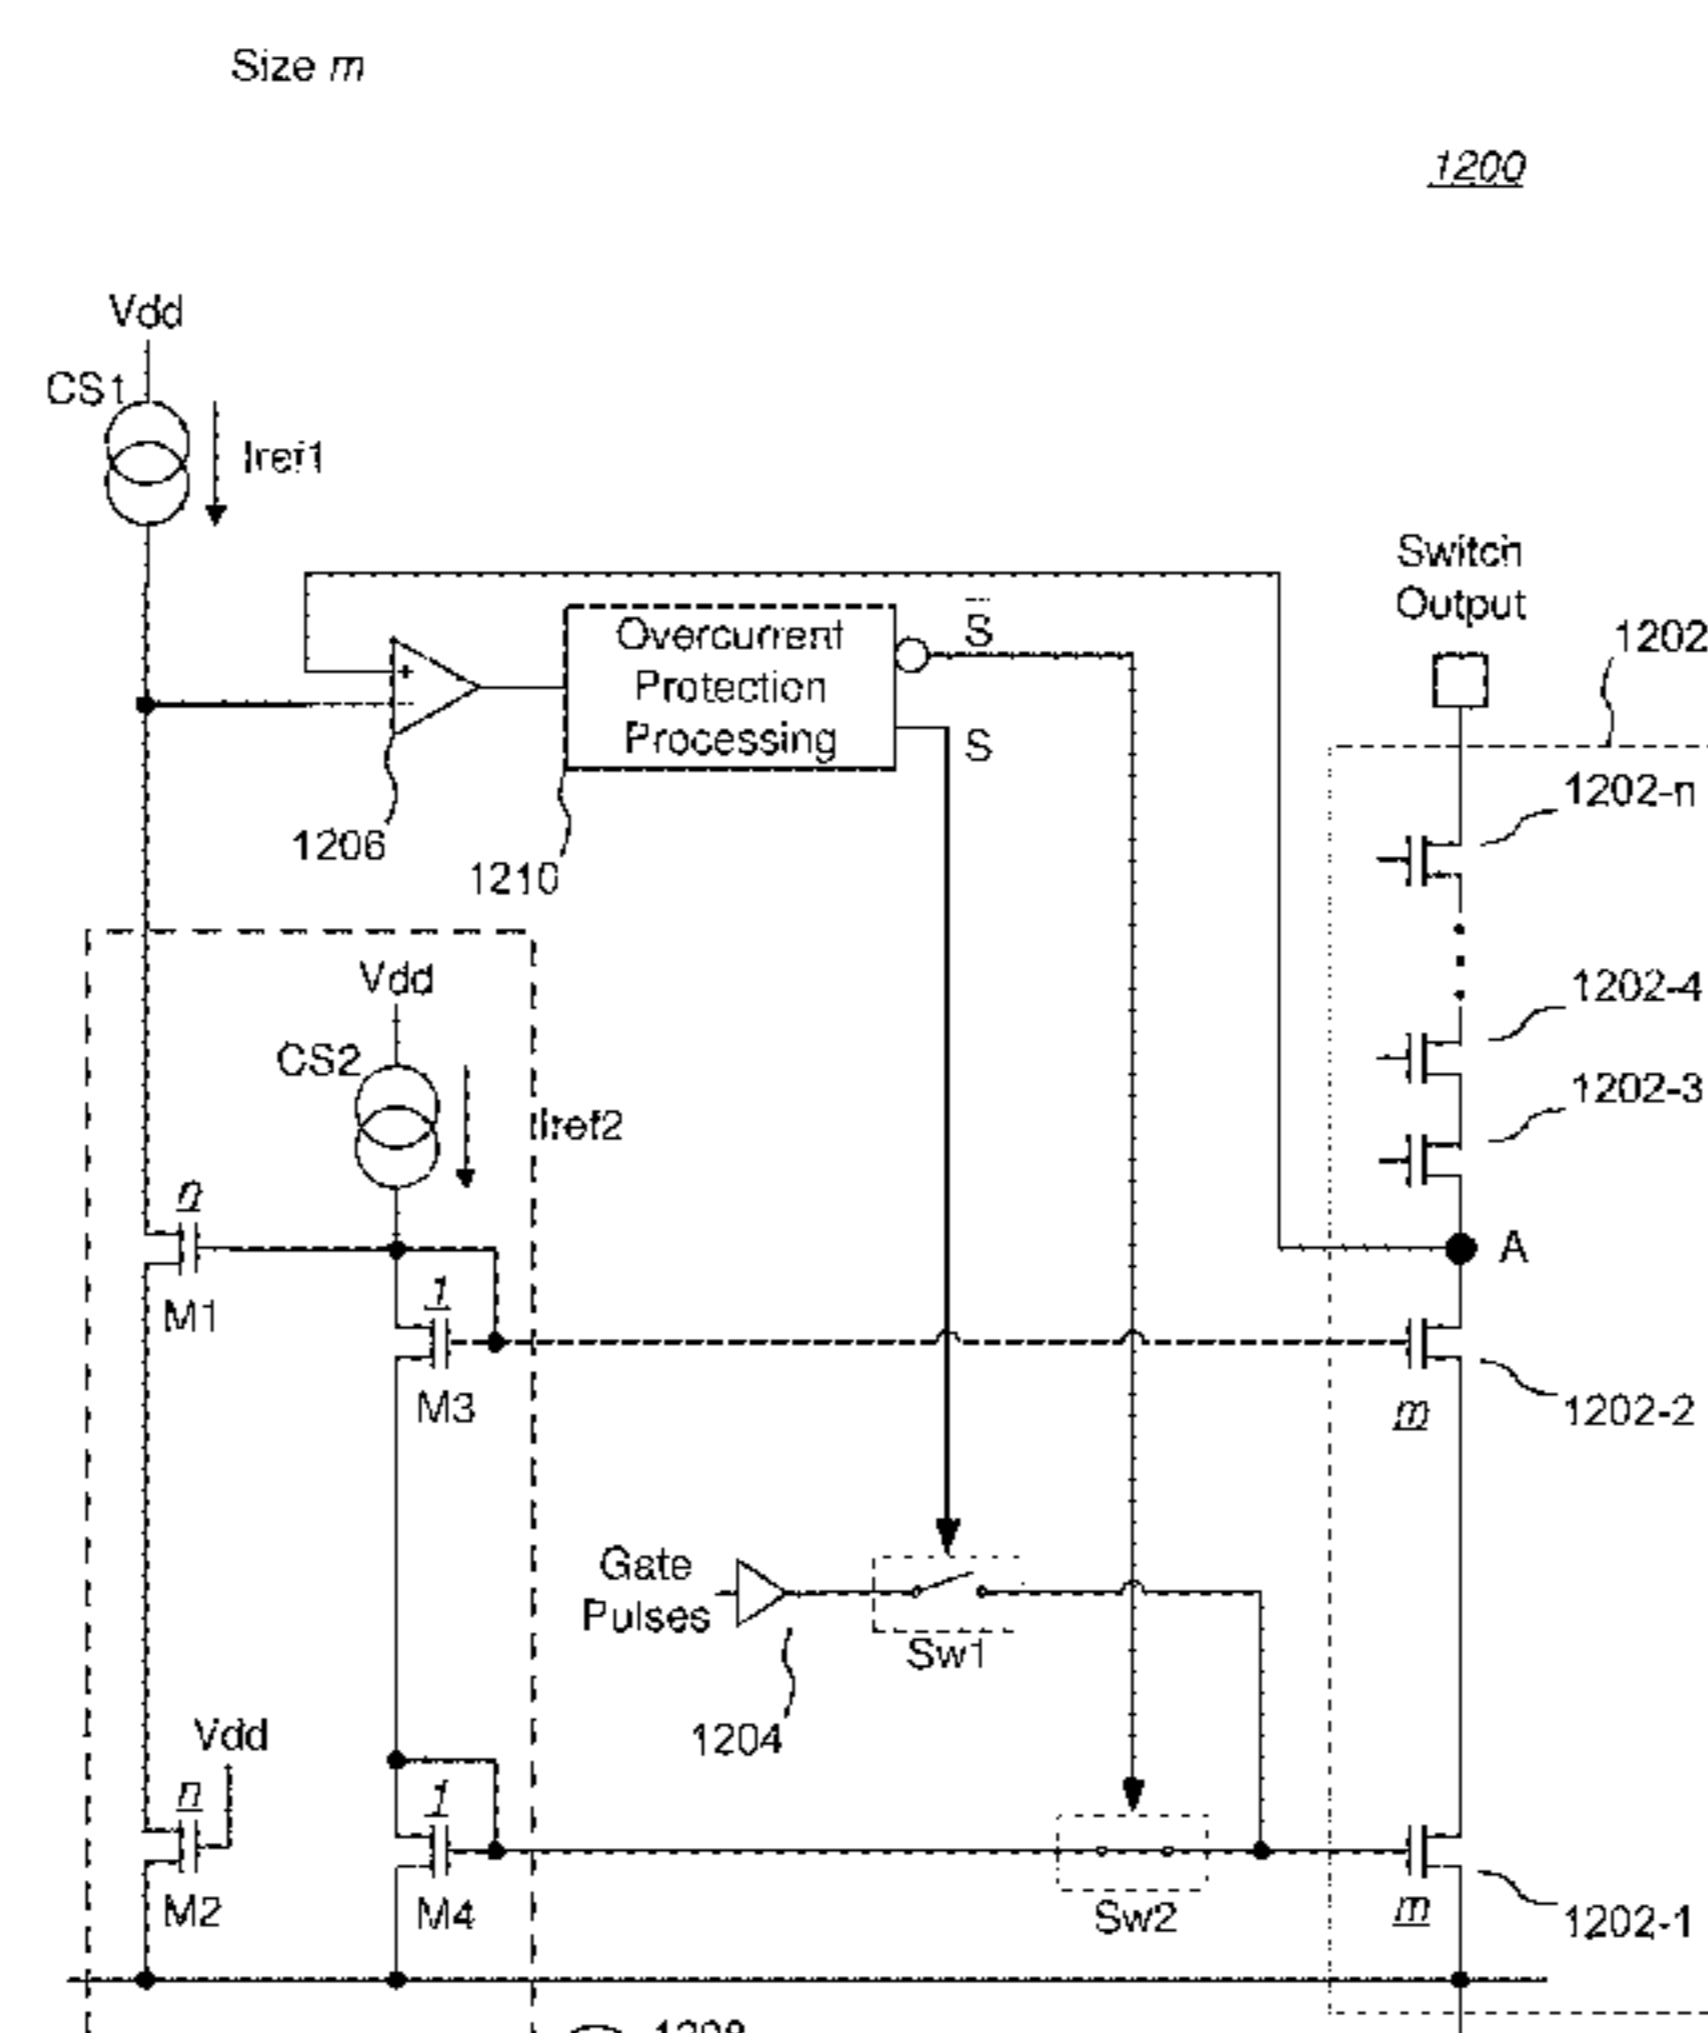 Size m
1200
Vdd
CS1
Iref1
Switch
Output
1202
Overcurrent
Protection
Processing
S
S
+
-
1206
1210
1202-n
Vdd
CS2
Iref2
1202-4
1202-3
n
M1
1
M3
A
m
1202-2
Gate
Pulses
Sw1
1204
Vdd
n
M2
1
M4
Sw2
m
1202-1